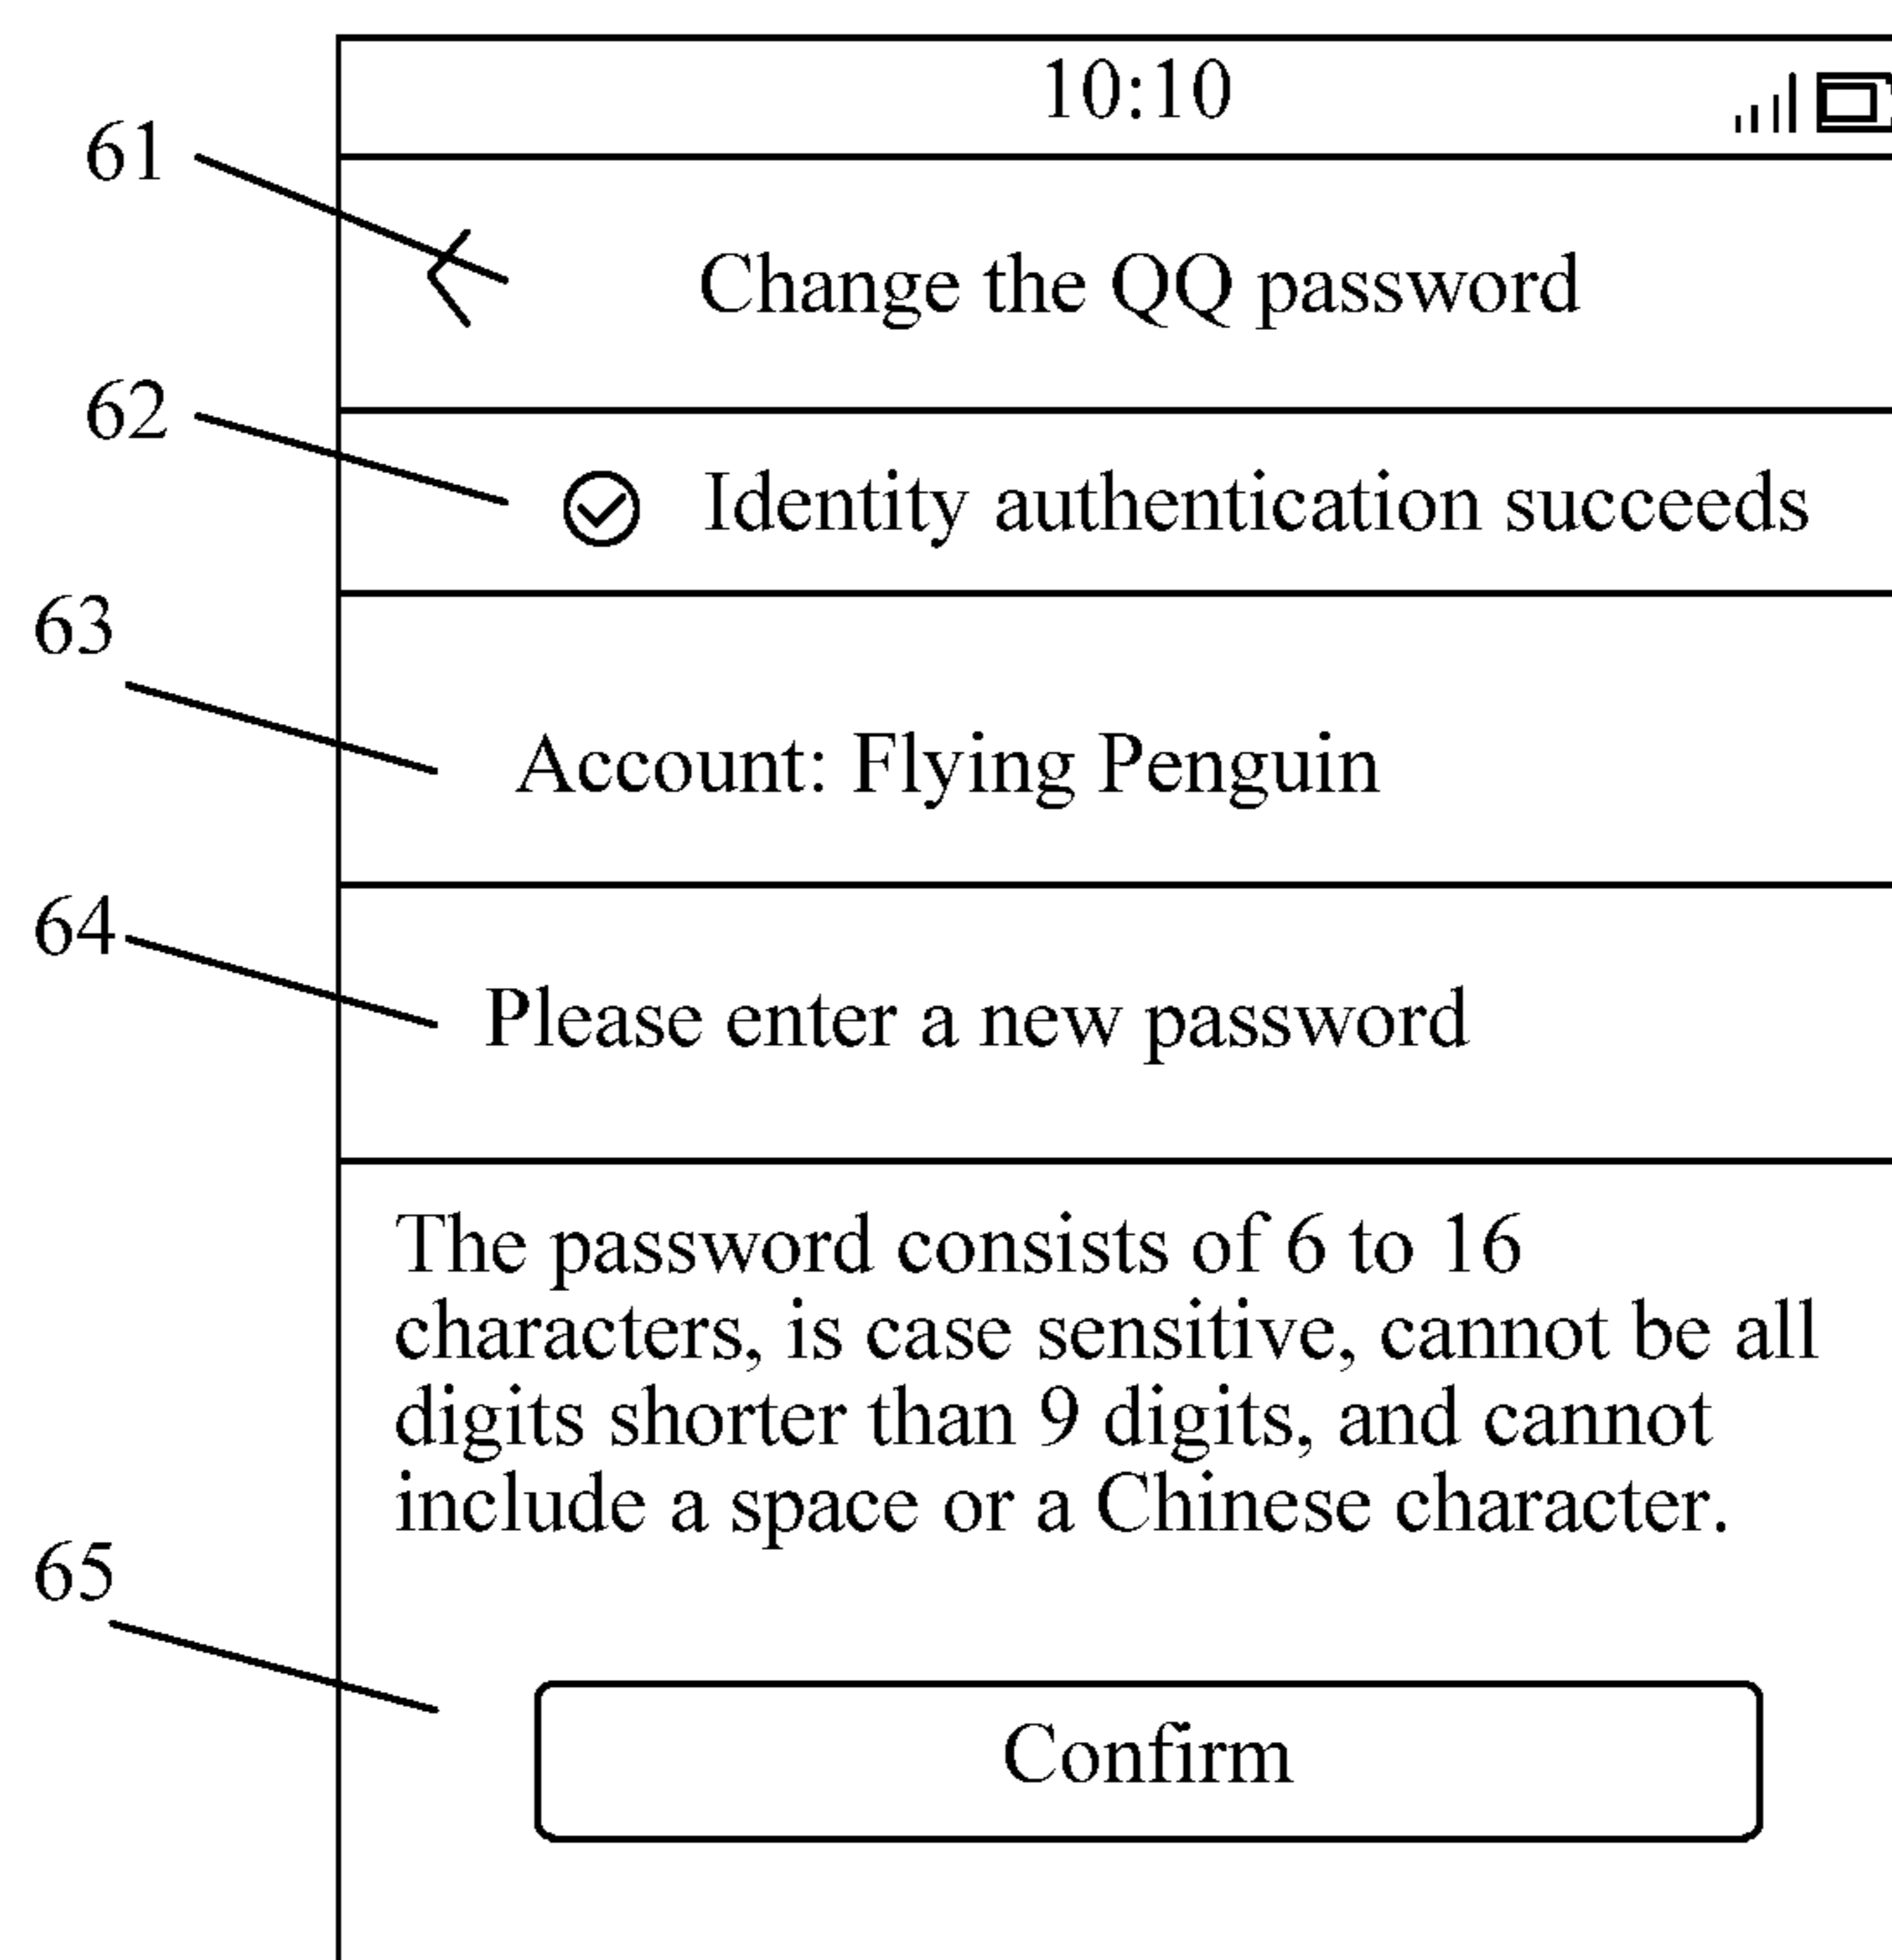 10:10
61
Change the QQ password
62
Identity authentication succeeds
63
Account: Flying Penguin
64
Please enter a new password
The password consists of 6 to 16
characters, is case sensitive, cannot be all
digits shorter than 9 digits, and cannot
include a space or a Chinese character.
65
Confirm